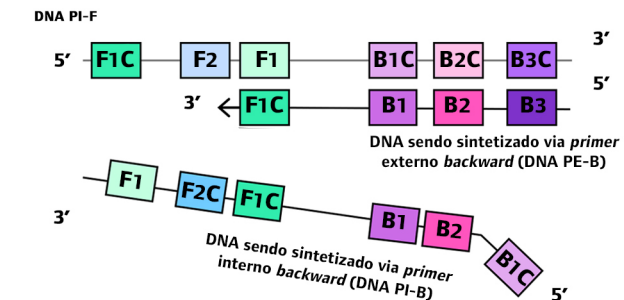 DNA PI-F
3′
5′ F1C F2 F1 B1C B2C B3C
5′
3′ F1C B1 B2 B3
DNA sendo sintetizado via primer
externo backward (DNA PE-B)
F1 F2C F1C B1 B2 B1C
3′
DNA sendo sintetizado via primer
interno backward (DNA PI-B)
5′